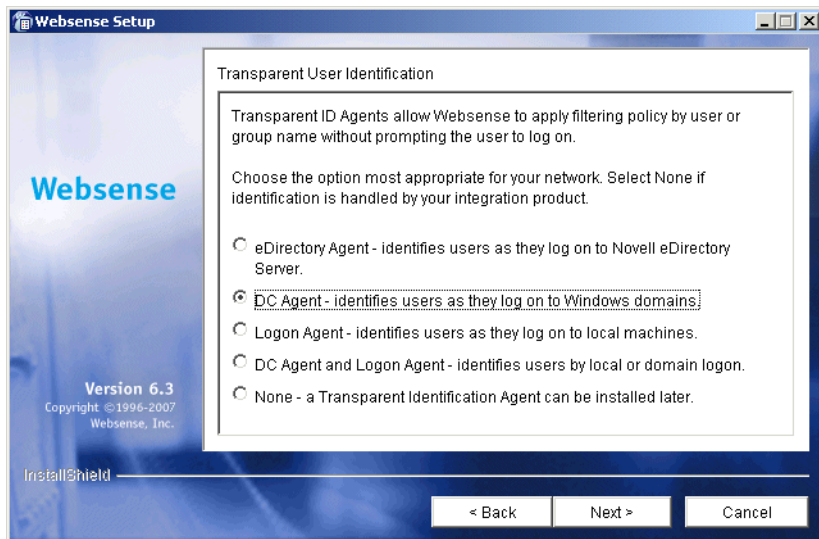 Websense Setup
Transparent User Identification
Transparent ID Agents allow Websense to apply filtering policy by user or
group name without prompting the user to log on.
Choose the option most appropriate for your network. Select None if
identification is handled by your integration product.
Websense
eDirectory Agent - identifies users as they log on to Novell eDirectory
Server.
DC Agent - identifies users as they log on to Windows domains.
Logon Agent - identifies users as they log on to local machines.
DC Agent and Logon Agent - identifies users by local or domain logon.
None - a Transparent Identification Agent can be installed later.
Version 6.3
Copyright ©1996-2007
Websense, Inc.
InstallShield
< Back
Next >
Cancel